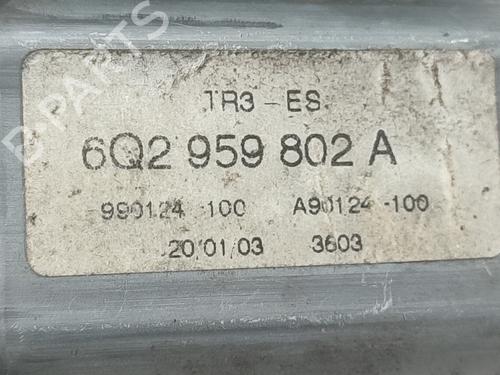 B-PARTS
TR3-ES
6Q2 959 802 A
990124-100 A90124-100
20/01/03 3603